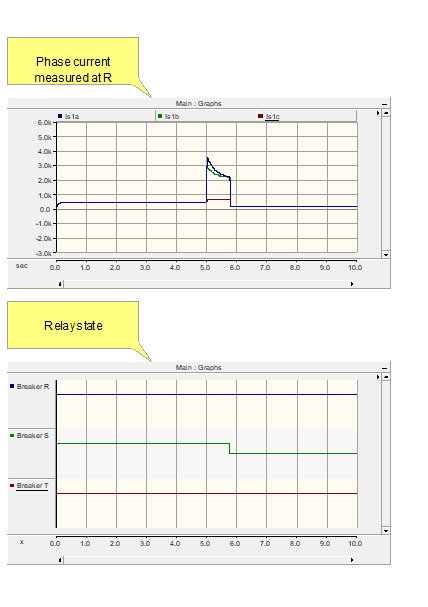 Phase current
measured at R
Main : Graphs
Is1a
Is1b
Is1c
6.0k
5.0k
4.0k
3.0k
2.0k
1.0k
0.0
-1.0k
-2.0k
-3.0k
sec 0.0 1.0 2.0 3.0 4.0 5.0 6.0 7.0 8.0 9.0 10.0
Relay state
Main : Graphs
Breaker R
Breaker S
Breaker T
x 0.0 1.0 2.0 3.0 4.0 5.0 6.0 7.0 8.0 9.0 10.0